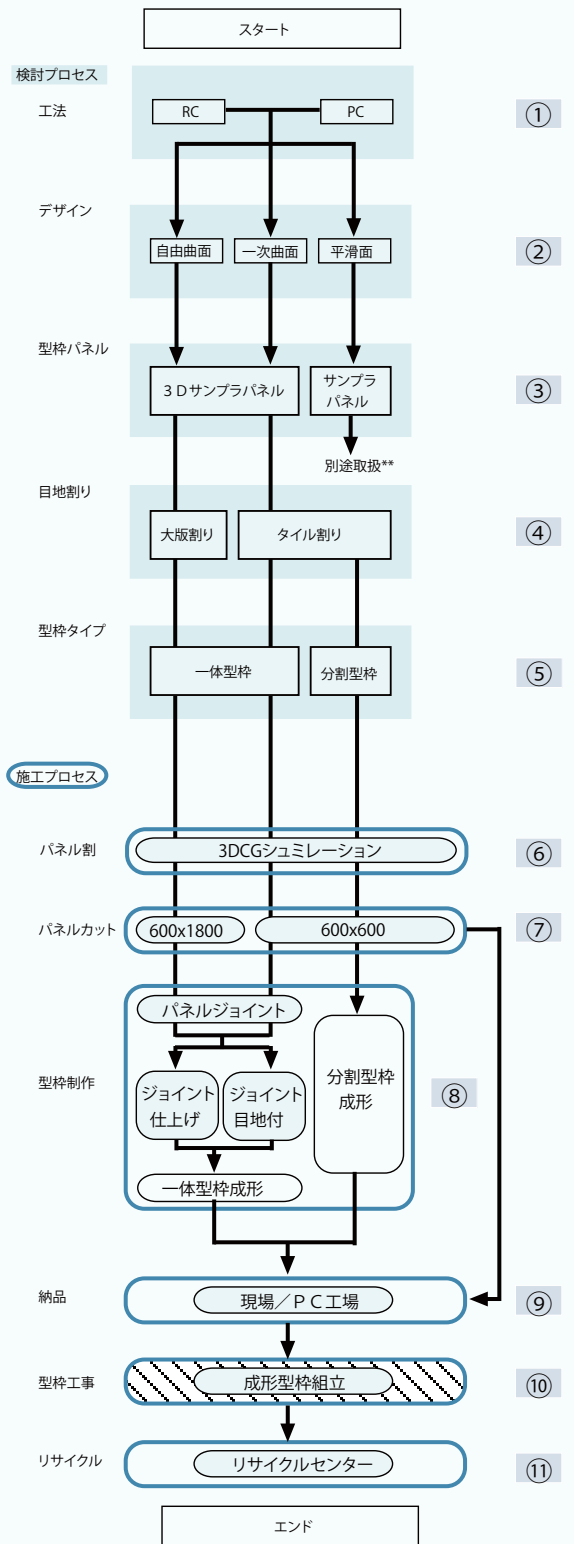 スタート
検討プロセス
工法
RC
PC
①
デザイン
自由曲面
一次曲面
平滑面
②
型枠パネル
３Ｄサンプラパネル
サンプラ
パネル
③
別途取扱**
目地割り
大版割り
タイル割り
④
型枠タイプ
一体型枠
分割型枠
⑤
施工プロセス
パネル割
3DCGシュミレーション
⑥
パネルカット
600x1800
600x600
⑦
型枠制作
パネルジョイント
ジョイント
仕上げ
ジョイント
目地付
一体型枠成形
分割型枠
成形
⑧
納品
現場／ＰＣ工場
⑨
型枠工事
成形型枠組立
⑩
リサイクル
リサイクルセンター
⑪
エンド